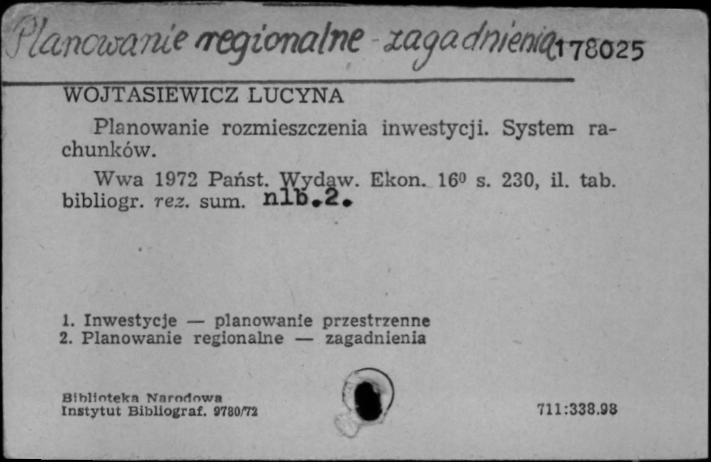 Planowanie regionalne - zagadnienia 178025
WOJTASIEWICZ LUCYNA
Planowanie rozmieszczenia inwestycji. System ra-
chunków.
Wwa 1972 Państ. Wydaw. Ekon. 16⁰ s. 230, il. tab.
bibliogr. rez. sum. nlb.2.
1. Inwestycje — planowanie przestrzenne
2. Planowanie regionalne — zagadnienia
Biblioteka Narodowa
Instytut Bibliograf. 9780/72
711:338.98